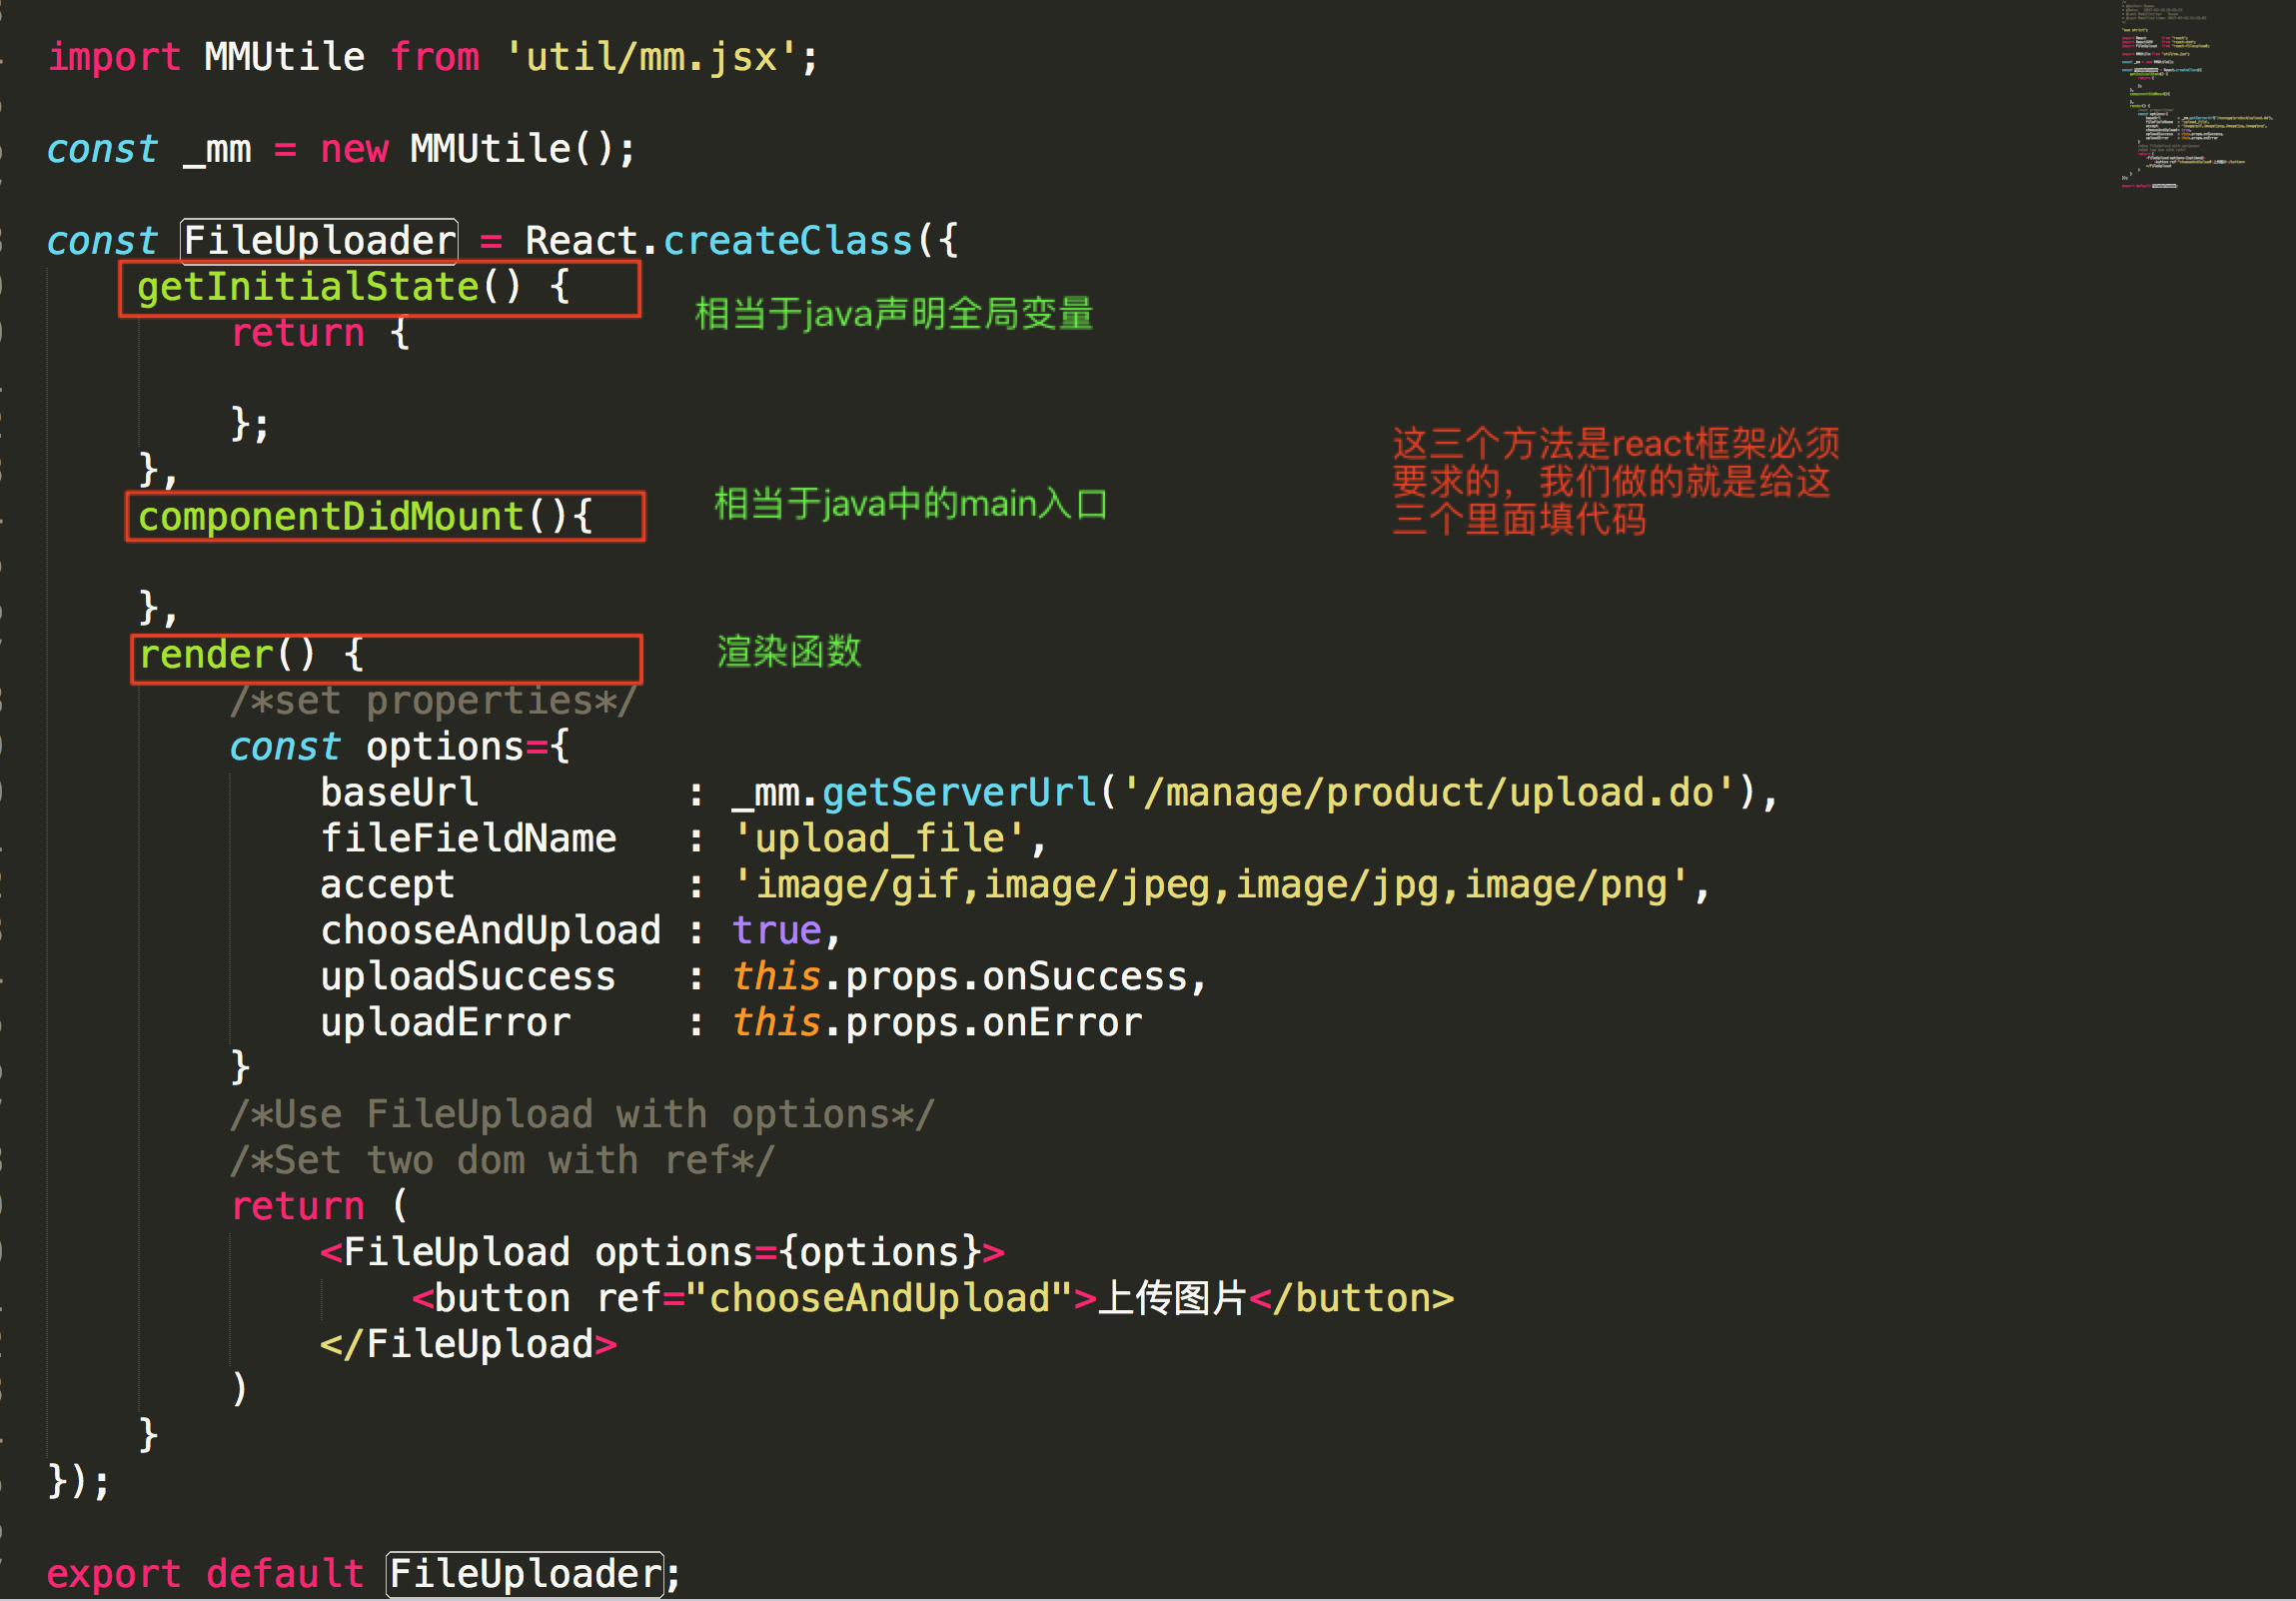 import MMUtile from 'util/mm.jsx';
const _mm = new MMUtile();
const FileUploader = React.createClass({
getInitialState() {
相当于java声明全局变量
return {
};
},
这三个方法是react框架必须
要求的，我们做的就是给这
三个里面填代码
componentDidMount(){
相当于java中的main入口
},
render() {
渲染函数
/*set properties*/
const options={
baseUrl : _mm.getServerUrl('/manage/product/upload.do'),
fileFieldName : 'upload_file',
accept : 'image/gif,image/jpeg,image/jpg,image/png',
chooseAndUpload : true,
uploadSuccess : this.props.onSuccess,
uploadError : this.props.onError
}
/*Use FileUpload with options*/
/*Set two dom with ref*/
return (
<FileUpload options={options}>
<button ref="chooseAndUpload">上传图片</button>
</FileUpload>
)
}
});
export default FileUploader;